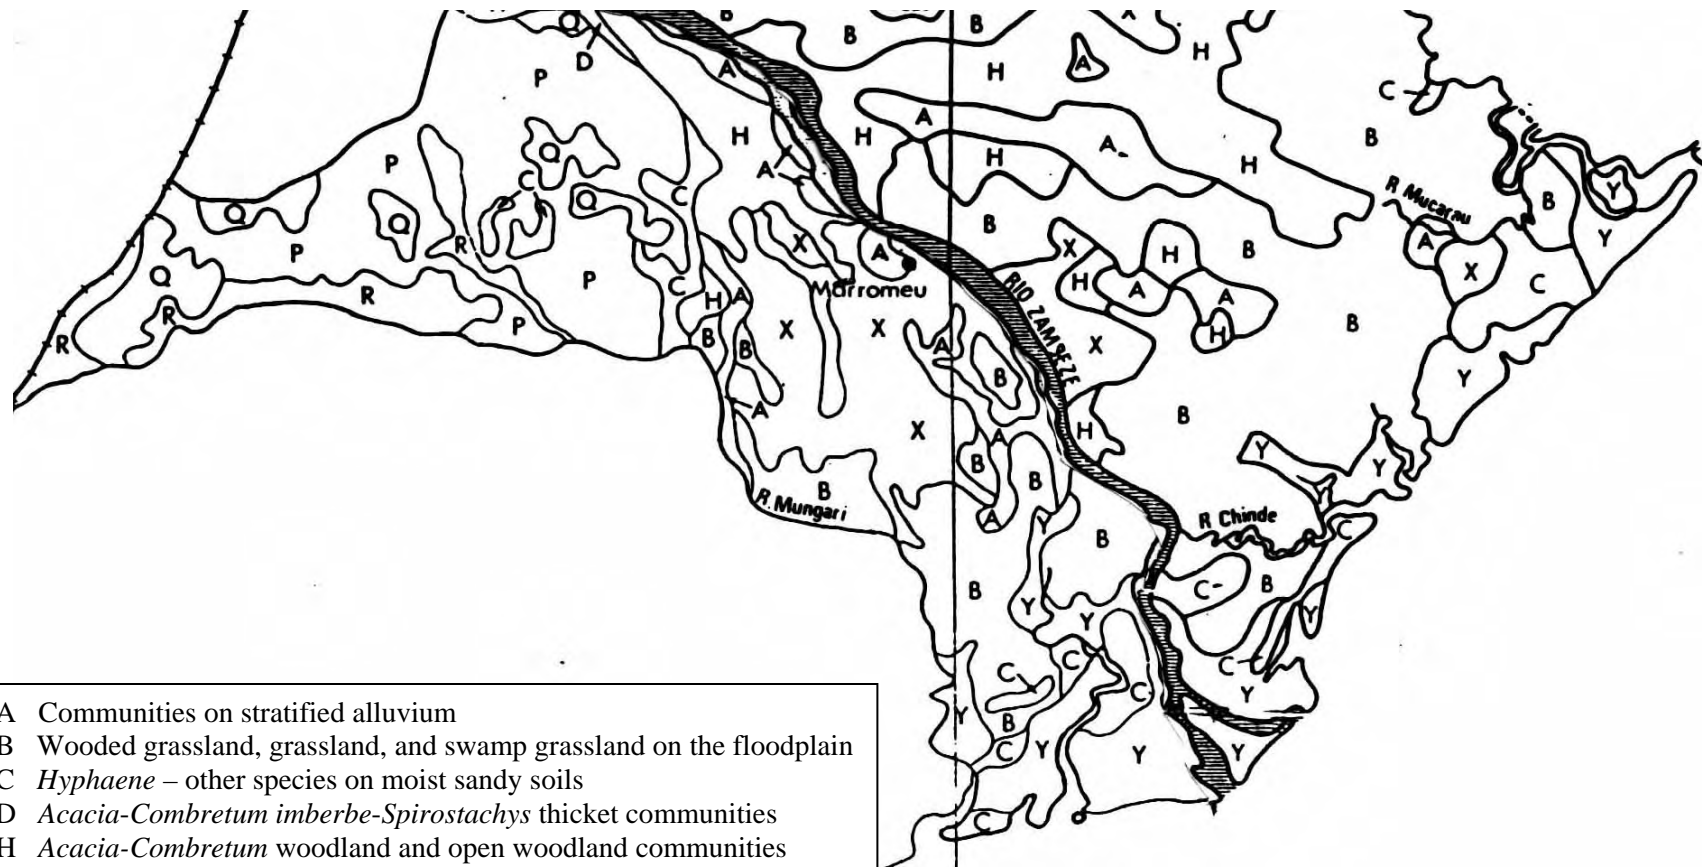 B
Q
B
X
B
H
D
P
A
H
A
C
A
H
H
A
B
Q
P
H
A
H
C
A
Q
C
Y
B
R Mucarau
Q
Q
B
Y
R
X
A
X
H
B
A
P
Q
P
C
H
A
H
A
A
X
C
R
Marromeu
RIO ZAMBEZE
R
P
R
B
B
X
X
A
X
H
B
B
Y
A
X
A
H
B
B
B
Y
Y
B
R. Mungari
A
Y
B
R Chinde
C
B
Y
Y
C
B
Y
C
C
C
C
Y
Y
B
C
Y
Y
Y
C
A Communities on stratified alluvium
B Wooded grassland, grassland, and swamp grassland on the floodplain
C Hyphaene – other species on moist sandy soils
D Acacia-Combretum imberbe-Spirostachys thicket communities
H Acacia-Combretum woodland and open woodland communities